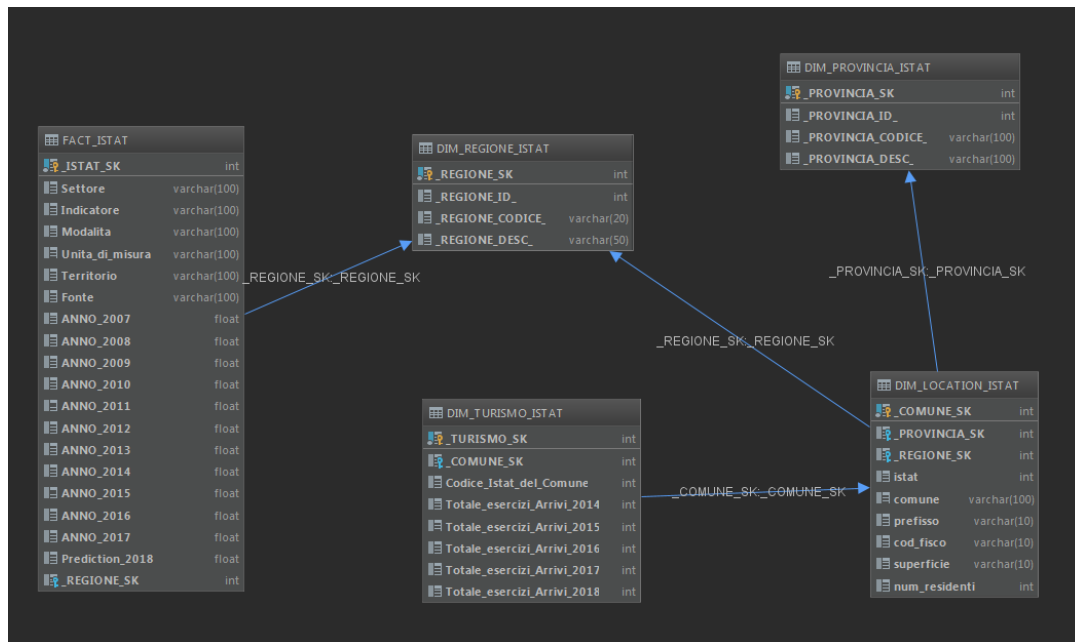 FACT_ISTAT
_ISTAT_SK int
Settore varchar(100)
Indicatore varchar(100)
Modalita varchar(100)
Unita_di_misura varchar(100)
Territorio varchar(100)
Fonte varchar(100)
ANNO_2007 float
ANNO_2008 float
ANNO_2009 float
ANNO_2010 float
ANNO_2011 float
ANNO_2012 float
ANNO_2013 float
ANNO_2014 float
ANNO_2015 float
ANNO_2016 float
ANNO_2017 float
Prediction_2018 float
_REGIONE_SK int
_REGIONE_SK:_REGIONE_SK
DIM_REGIONE_ISTAT
_REGIONE_SK int
_REGIONE_ID_ int
_REGIONE_CODICE_ varchar(20)
_REGIONE_DESC_ varchar(50)
DIM_PROVINCIA_ISTAT
_PROVINCIA_SK int
_PROVINCIA_ID_ int
_PROVINCIA_CODICE_ varchar(100)
_PROVINCIA_DESC_ varchar(100)
_PROVINCIA_SK:_PROVINCIA_SK
_REGIONE_SK:_REGIONE_SK
DIM_TURISMO_ISTAT
_TURISMO_SK int
_COMUNE_SK int
Codice_Istat_del_Comune int
Totale_esercizi_Arrivi_2014 int
Totale_esercizi_Arrivi_2015 int
Totale_esercizi_Arrivi_2016 int
Totale_esercizi_Arrivi_2017 int
Totale_esercizi_Arrivi_2018 int
_COMUNE_SK:_COMUNE_SK
DIM_LOCATION_ISTAT
_COMUNE_SK int
_PROVINCIA_SK int
_REGIONE_SK int
istat int
comune varchar(100)
prefisso varchar(10)
cod_fisco varchar(10)
superficie varchar(10)
num_residenti int